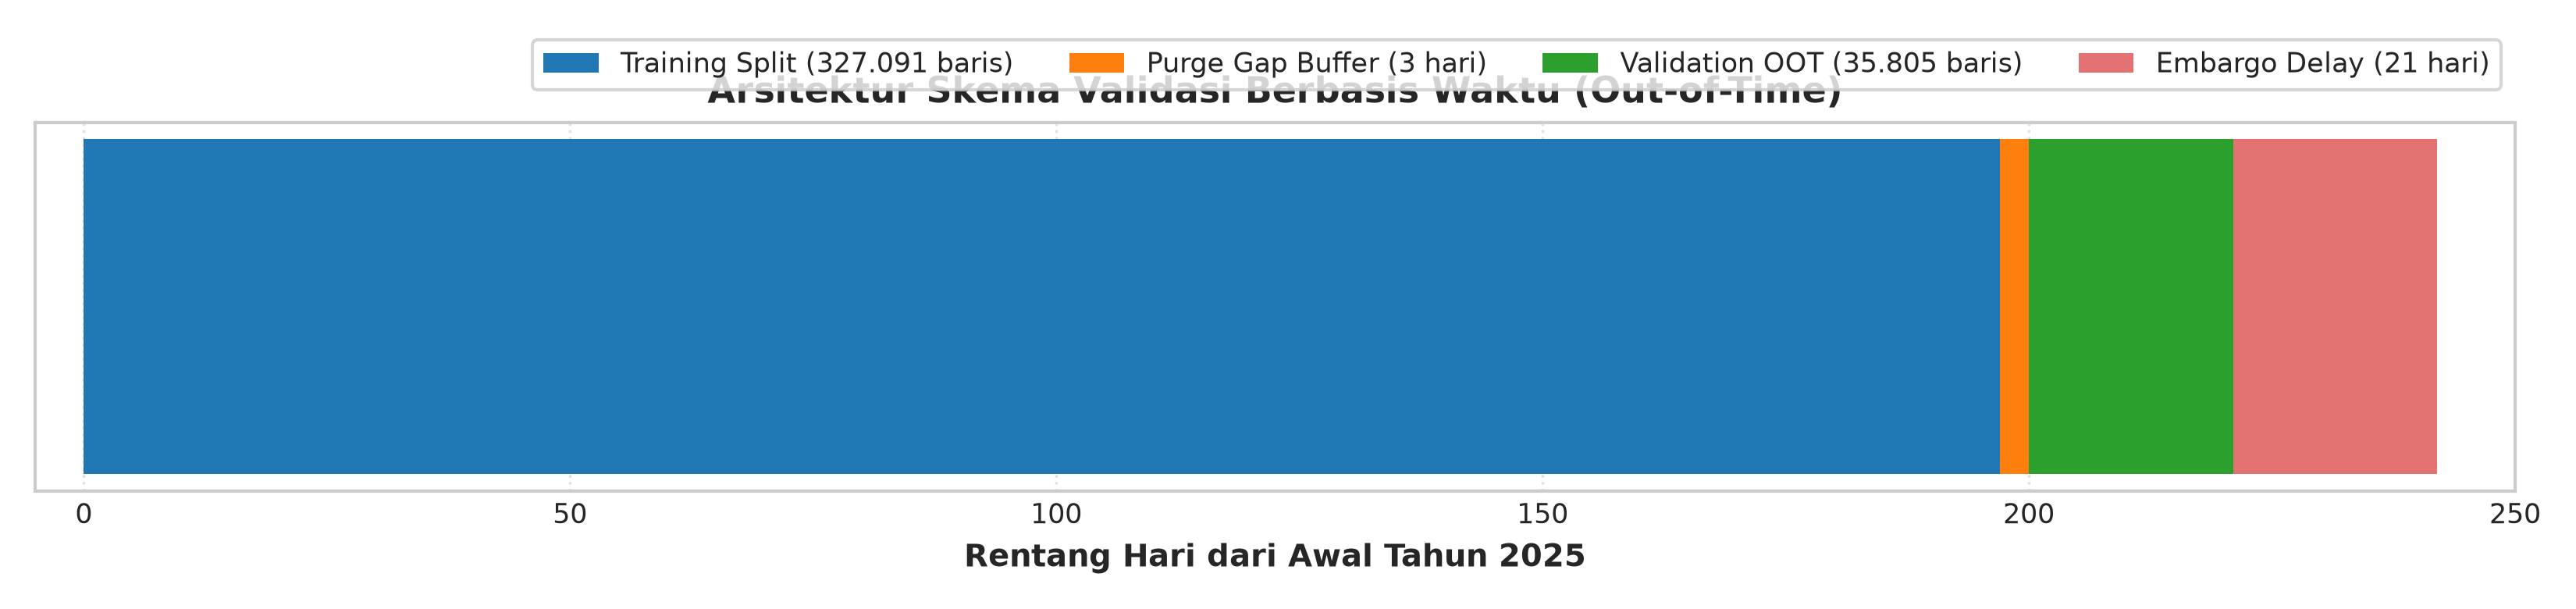 Training Split (327.091 baris) Purge Gap Buffer (3 hari) Validation OOT (35.805 baris) Embargo Delay (21 hari)
Arsitektur Skema Validasi Berbasis Waktu (Out-of-Time)
0 50 100 150 200 250
Rentang Hari dari Awal Tahun 2025